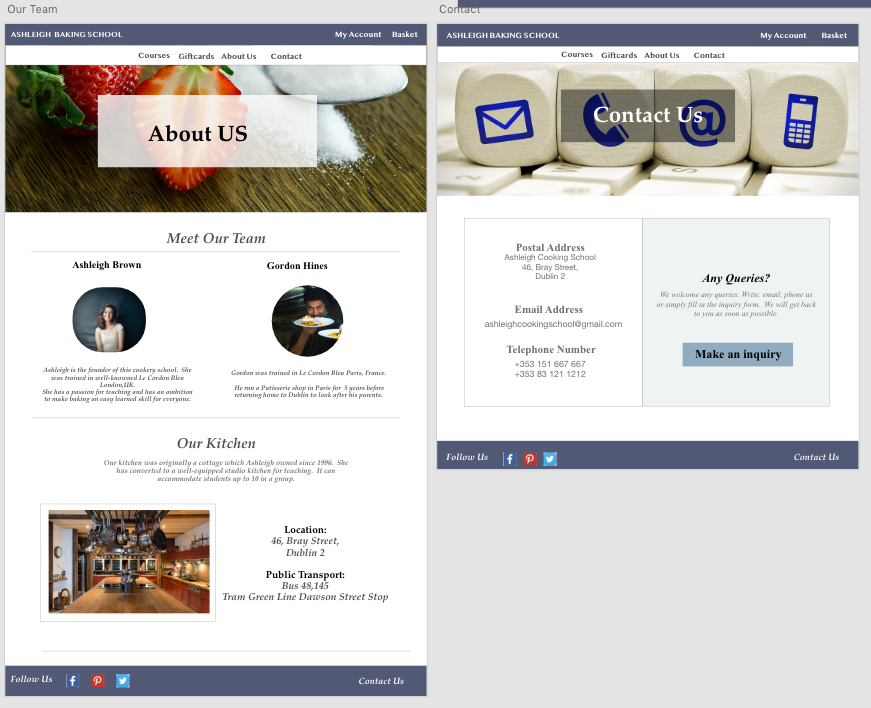 Our Team
ASHLEIGH BAKING SCHOOL
My Account
Basket
Courses
Giftcards
About Us
Contact
About US
Meet Our Team
Ashleigh Brown
Ashleigh is the founder of this cookery school. She
was trained in well-knowned Le Cordon Bleu
London,UK.
She has a passion for teaching and has an ambition
to make baking an easy learned skill for everyone.
Gordon Hines
Gordon was trained in Le Cordon Bleu Paris, France.
He ran a Patisserie shop in Paris for 5 years before
returning home to Dublin to look after his parents.
Our Kitchen
Our kitchen was originally a cottage which Ashleigh owned since 1996. She
has converted to a well-equipped studio kitchen for teaching. It can
accommodate students up to 10 in a group.
Location:
46, Bray Street,
Dublin 2
Public Transport:
Bus 48,145
Tram Green Line Dawson Street Stop
Follow Us
Contact Us
Contact
ASHLEIGH BAKING SCHOOL
My Account
Basket
Courses
Giftcards
About Us
Contact
Contact Us
Postal Address
Ashleigh Cooking School
46, Bray Street,
Dublin 2
Email Address
ashleighcookingschool@gmail.com
Telephone Number
+353 151 667 667
+353 83 121 1212
Any Queries?
We welcome any queries. Write, email, phone us
or simply fill in the inquiry form. We will get back
to you as soon as possible.
Make an inquiry
Follow Us
Contact Us